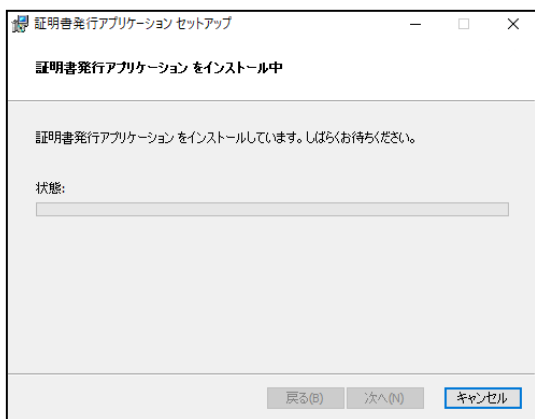 証明書発行アプリケーション セットアップ
証明書発行アプリケーション をインストール中
証明書発行アプリケーション をインストールしています。しばらくお待ちください。
状態:
戻る(B) 次へ(N) キャンセル